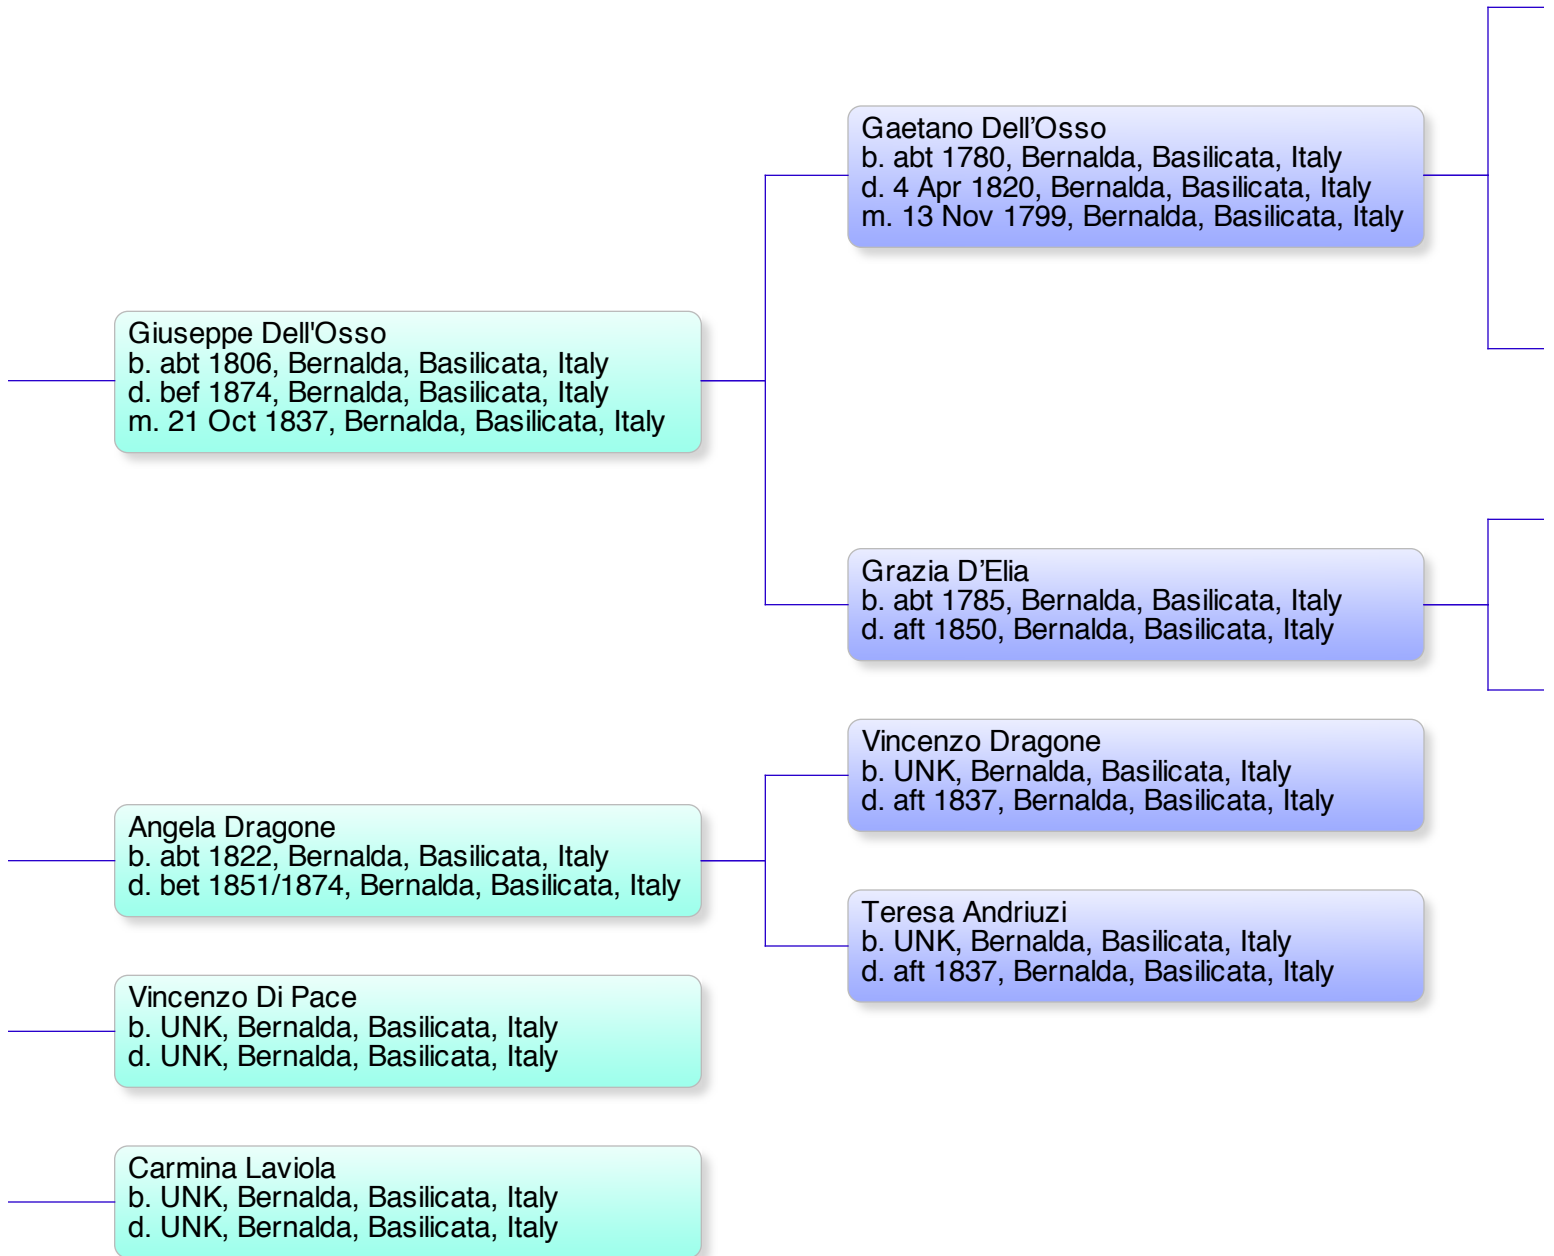 Gaetano Dell’Osso
b. abt 1780, Bernalda, Basilicata, Italy
d. 4 Apr 1820, Bernalda, Basilicata, Italy
m. 13 Nov 1799, Bernalda, Basilicata, Italy
Giuseppe Dell'Osso
b. abt 1806, Bernalda, Basilicata, Italy
d. bef 1874, Bernalda, Basilicata, Italy
m. 21 Oct 1837, Bernalda, Basilicata, Italy
Grazia D’Elia
b. abt 1785, Bernalda, Basilicata, Italy
d. aft 1850, Bernalda, Basilicata, Italy
Vincenzo Dragone
b. UNK, Bernalda, Basilicata, Italy
d. aft 1837, Bernalda, Basilicata, Italy
Angela Dragone
b. abt 1822, Bernalda, Basilicata, Italy
d. bet 1851/1874, Bernalda, Basilicata, Italy
Teresa Andriuzi
b. UNK, Bernalda, Basilicata, Italy
d. aft 1837, Bernalda, Basilicata, Italy
Vincenzo Di Pace
b. UNK, Bernalda, Basilicata, Italy
d. UNK, Bernalda, Basilicata, Italy
Carmina Laviola
b. UNK, Bernalda, Basilicata, Italy
d. UNK, Bernalda, Basilicata, Italy